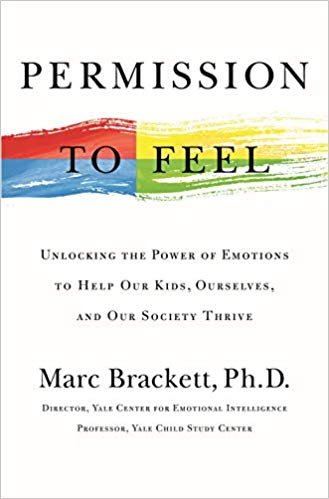 PERMISSION
TO FEEL
UNLOCKING THE POWER OF EMOTIONS
TO HELP OUR KIDS, OURSELVES,
AND OUR SOCIETY THRIVE
Marc Brackett, Ph.D.
DIRECTOR, YALE CENTER FOR EMOTIONAL INTELLIGENCE
PROFESSOR, YALE CHILD STUDY CENTER